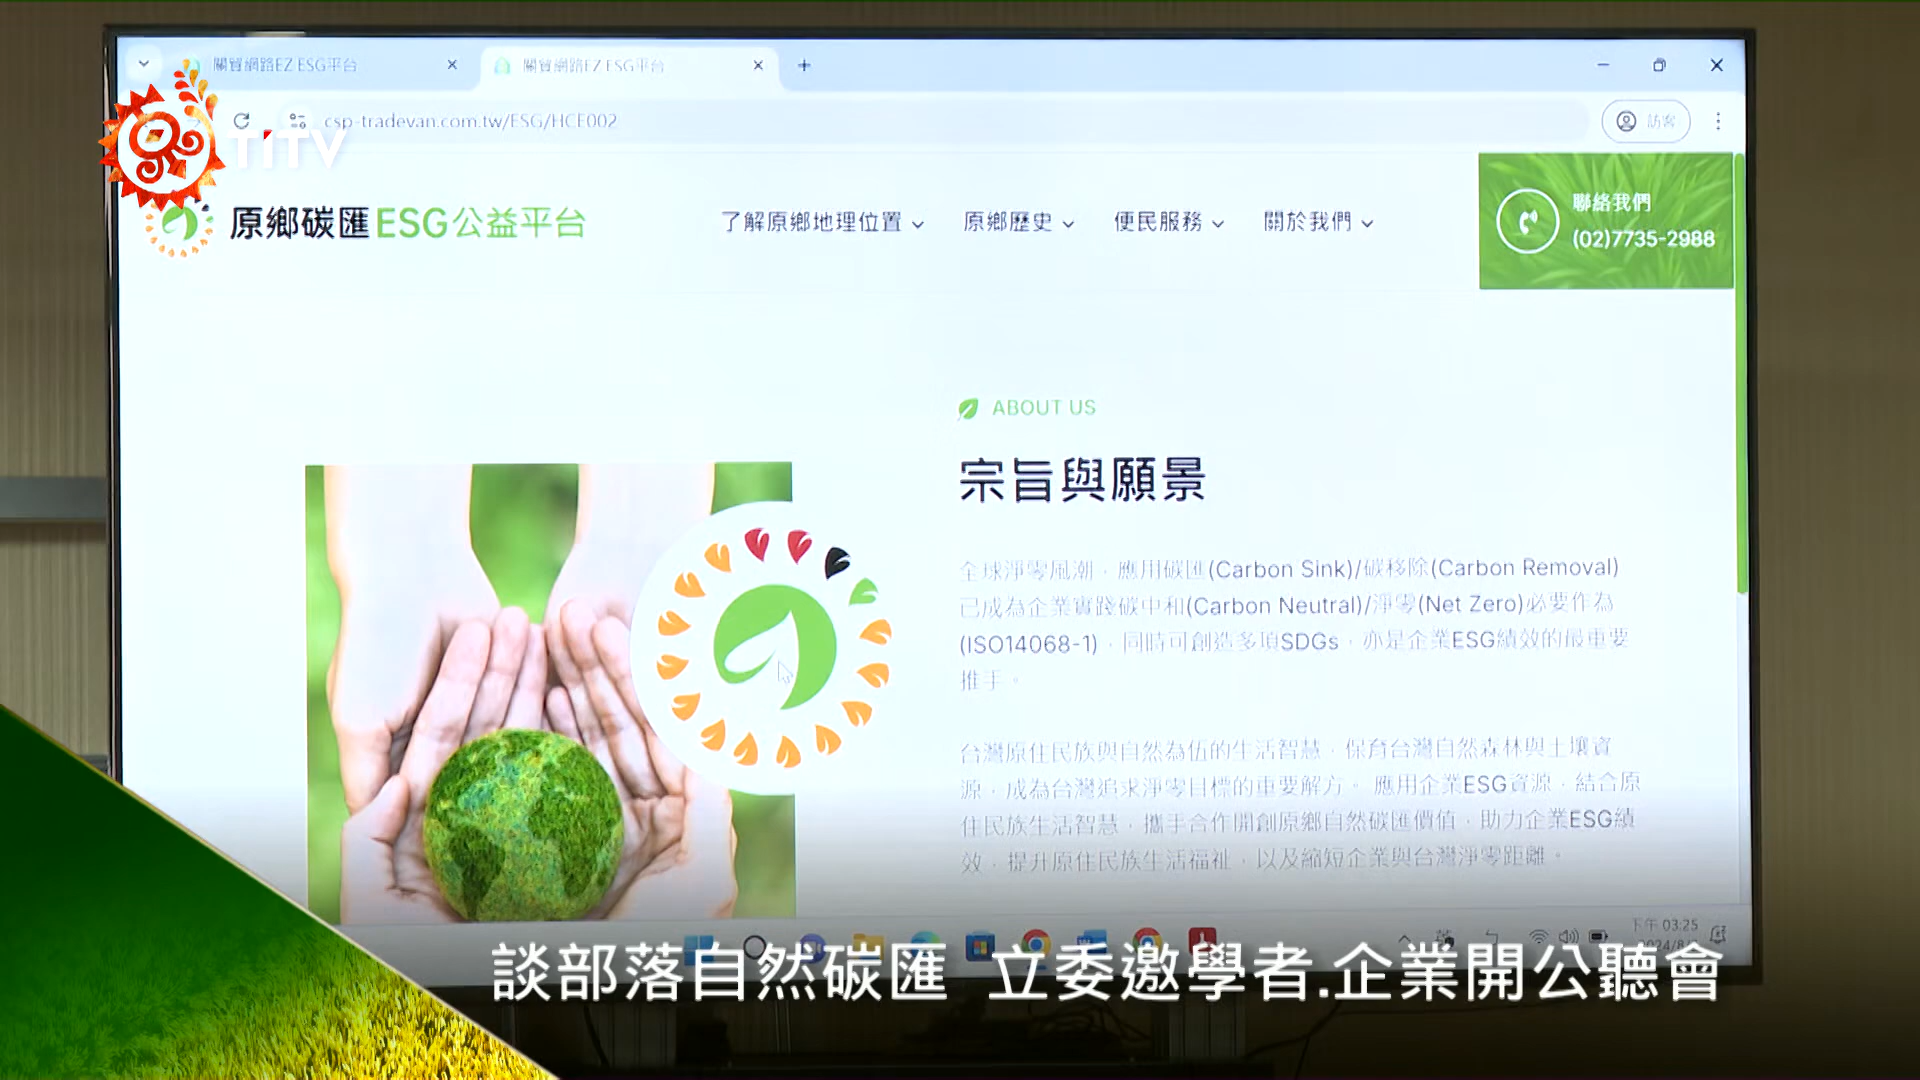 關貿網路EZ ESG平台
關貿網路EZ ESG平台
csp-tradevan.com.tw/ESG/HCE002
訪客
TiTV
原鄉碳匯ESG公益平台
了解原鄉地理位置
原鄉歷史
便民服務
關於我們
聯絡我們
(02)7735-2988
ABOUT US
宗旨與願景
全球淨零風潮，應用碳匯(Carbon Sink)/碳移除(Carbon Removal)
已成為企業實踐碳中和(Carbon Neutral)/淨零(Net Zero)必要作為
(ISO14068-1)，同時可創造多項SDGs，亦是企業ESG績效的最重要
推手。
台灣原住民族與自然為伍的生活智慧，保育台灣自然森林與土壤資
源，成為台灣追求淨零目標的重要解方。 應用企業ESG資源，結合原
住民族生活智慧，攜手合作開創原鄉自然碳匯價值，助力企業ESG績
效，提升原住民族生活福祉，以及縮短企業與台灣淨零距離。
下午 03:25
談部落自然碳匯 立委邀學者.企業開公聽會